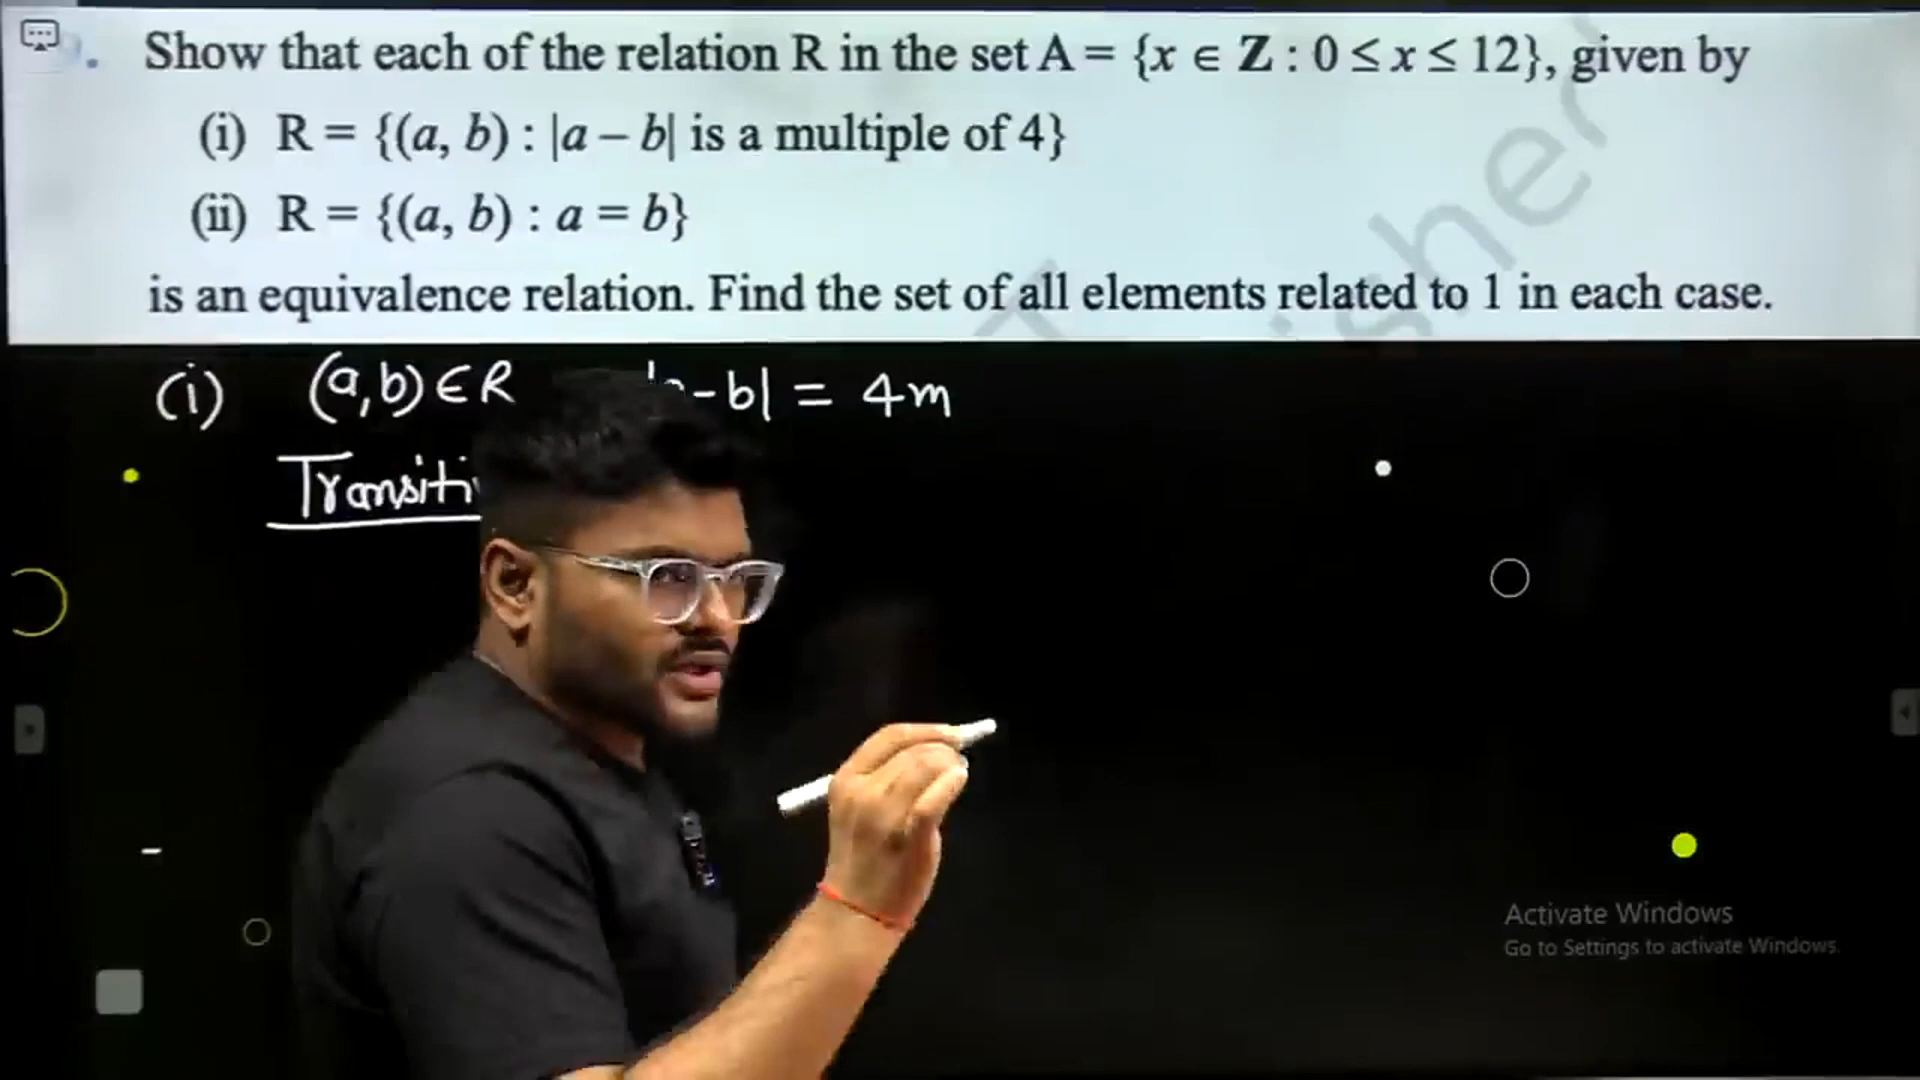 Show that each of the relation R in the set A = {x ∈ Z : 0 ≤ x ≤ 12}, given by
(i) R = {(a, b) : |a – b| is a multiple of 4}
(ii) R = {(a, b) : a = b}
is an equivalence relation. Find the set of all elements related to 1 in each case.
(i) (a,b)∈R -b| = 4m
Activate Windows
Go to Settings to activate Windows.